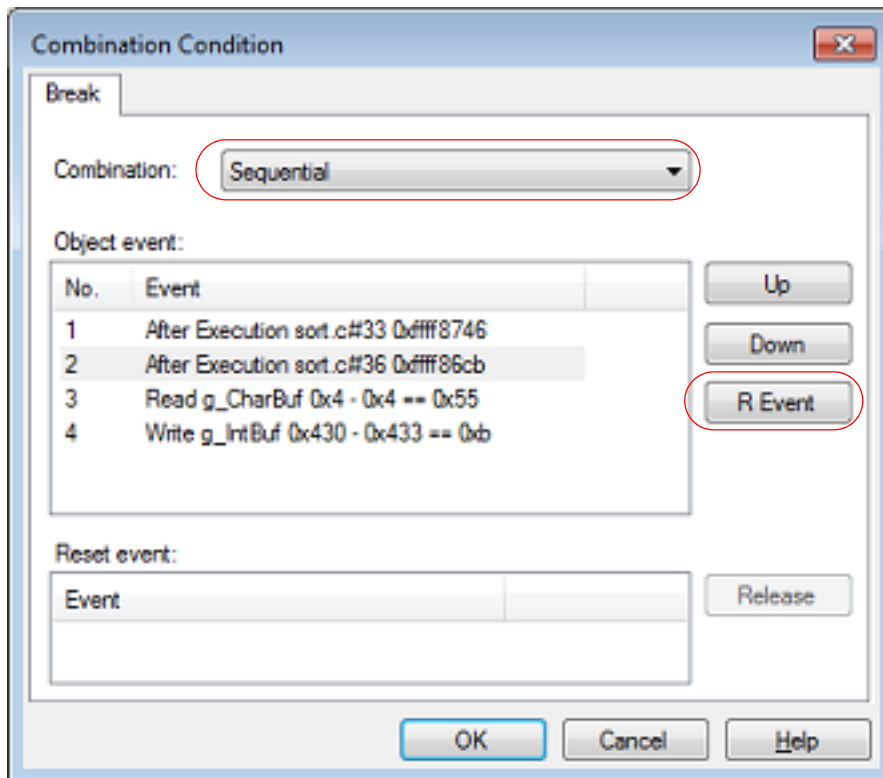 Combination Condition
Break
Combination: Sequential
Object event:
No. Event
1 After Execution sort.c#33 0xffff8746
2 After Execution sort.c#36 0xffff86cb
3 Read g_CharBuf 0x4 - 0x4 == 0x55
4 Write g_IntBuf 0x430 - 0x433 == 0xb
Up
Down
R Event
Reset event:
Event
Release
OK Cancel Help